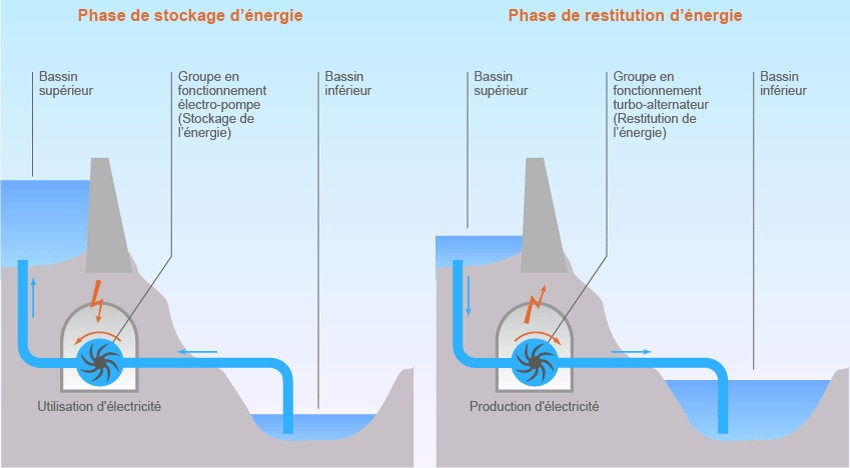 Phase de stockage d'énergie
Bassin
supérieur
Groupe en
fonctionnement
électro-pompe
(Stockage de
l'énergie)
Bassin
inférieur
Utilisation d'électricité
Phase de restitution d'énergie
Bassin
supérieur
Groupe en
fonctionnement
turbo-alternateur
(Restitution de
l'énergie)
Bassin
inférieur
Production d'électricité